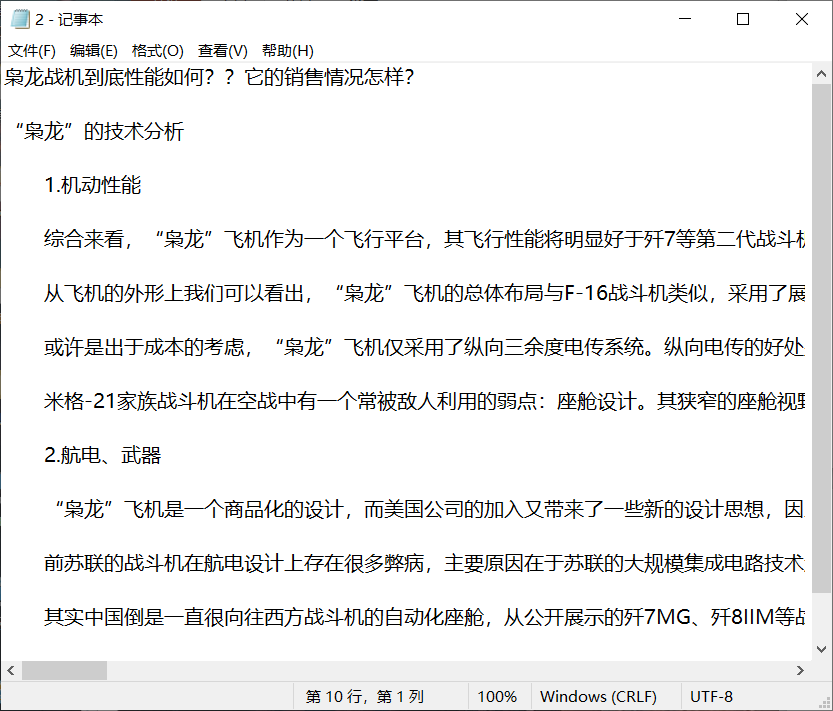 2 - 记事本
文件(F) 编辑(E) 格式(O) 查看(V) 帮助(H)
枭龙战机到底性能如何？？它的销售情况怎样？
“枭龙”的技术分析
1.机动性能
综合来看，“枭龙”飞机作为一个飞行平台，其飞行性能将明显好于歼7等第二代战斗机
从飞机的外形上我们可以看出，“枭龙”飞机的总体布局与F-16战斗机类似，采用了展
或许是出于成本的考虑，“枭龙”飞机仅采用了纵向三余度电传系统。纵向电传的好处
米格-21家族战斗机在空战中有一个常被敌人利用的弱点：座舱设计。其狭窄的座舱视野
2.航电、武器
“枭龙”飞机是一个商品化的设计，而美国公司的加入又带来了一些新的设计思想，因
前苏联的战斗机在航电设计上存在很多弊病，主要原因在于苏联的大规模集成电路技术
其实中国倒是一直很向往西方战斗机的自动化座舱，从公开展示的歼7MG、歼8IIM等战
第 10 行，第 1 列 100% Windows (CRLF) UTF-8